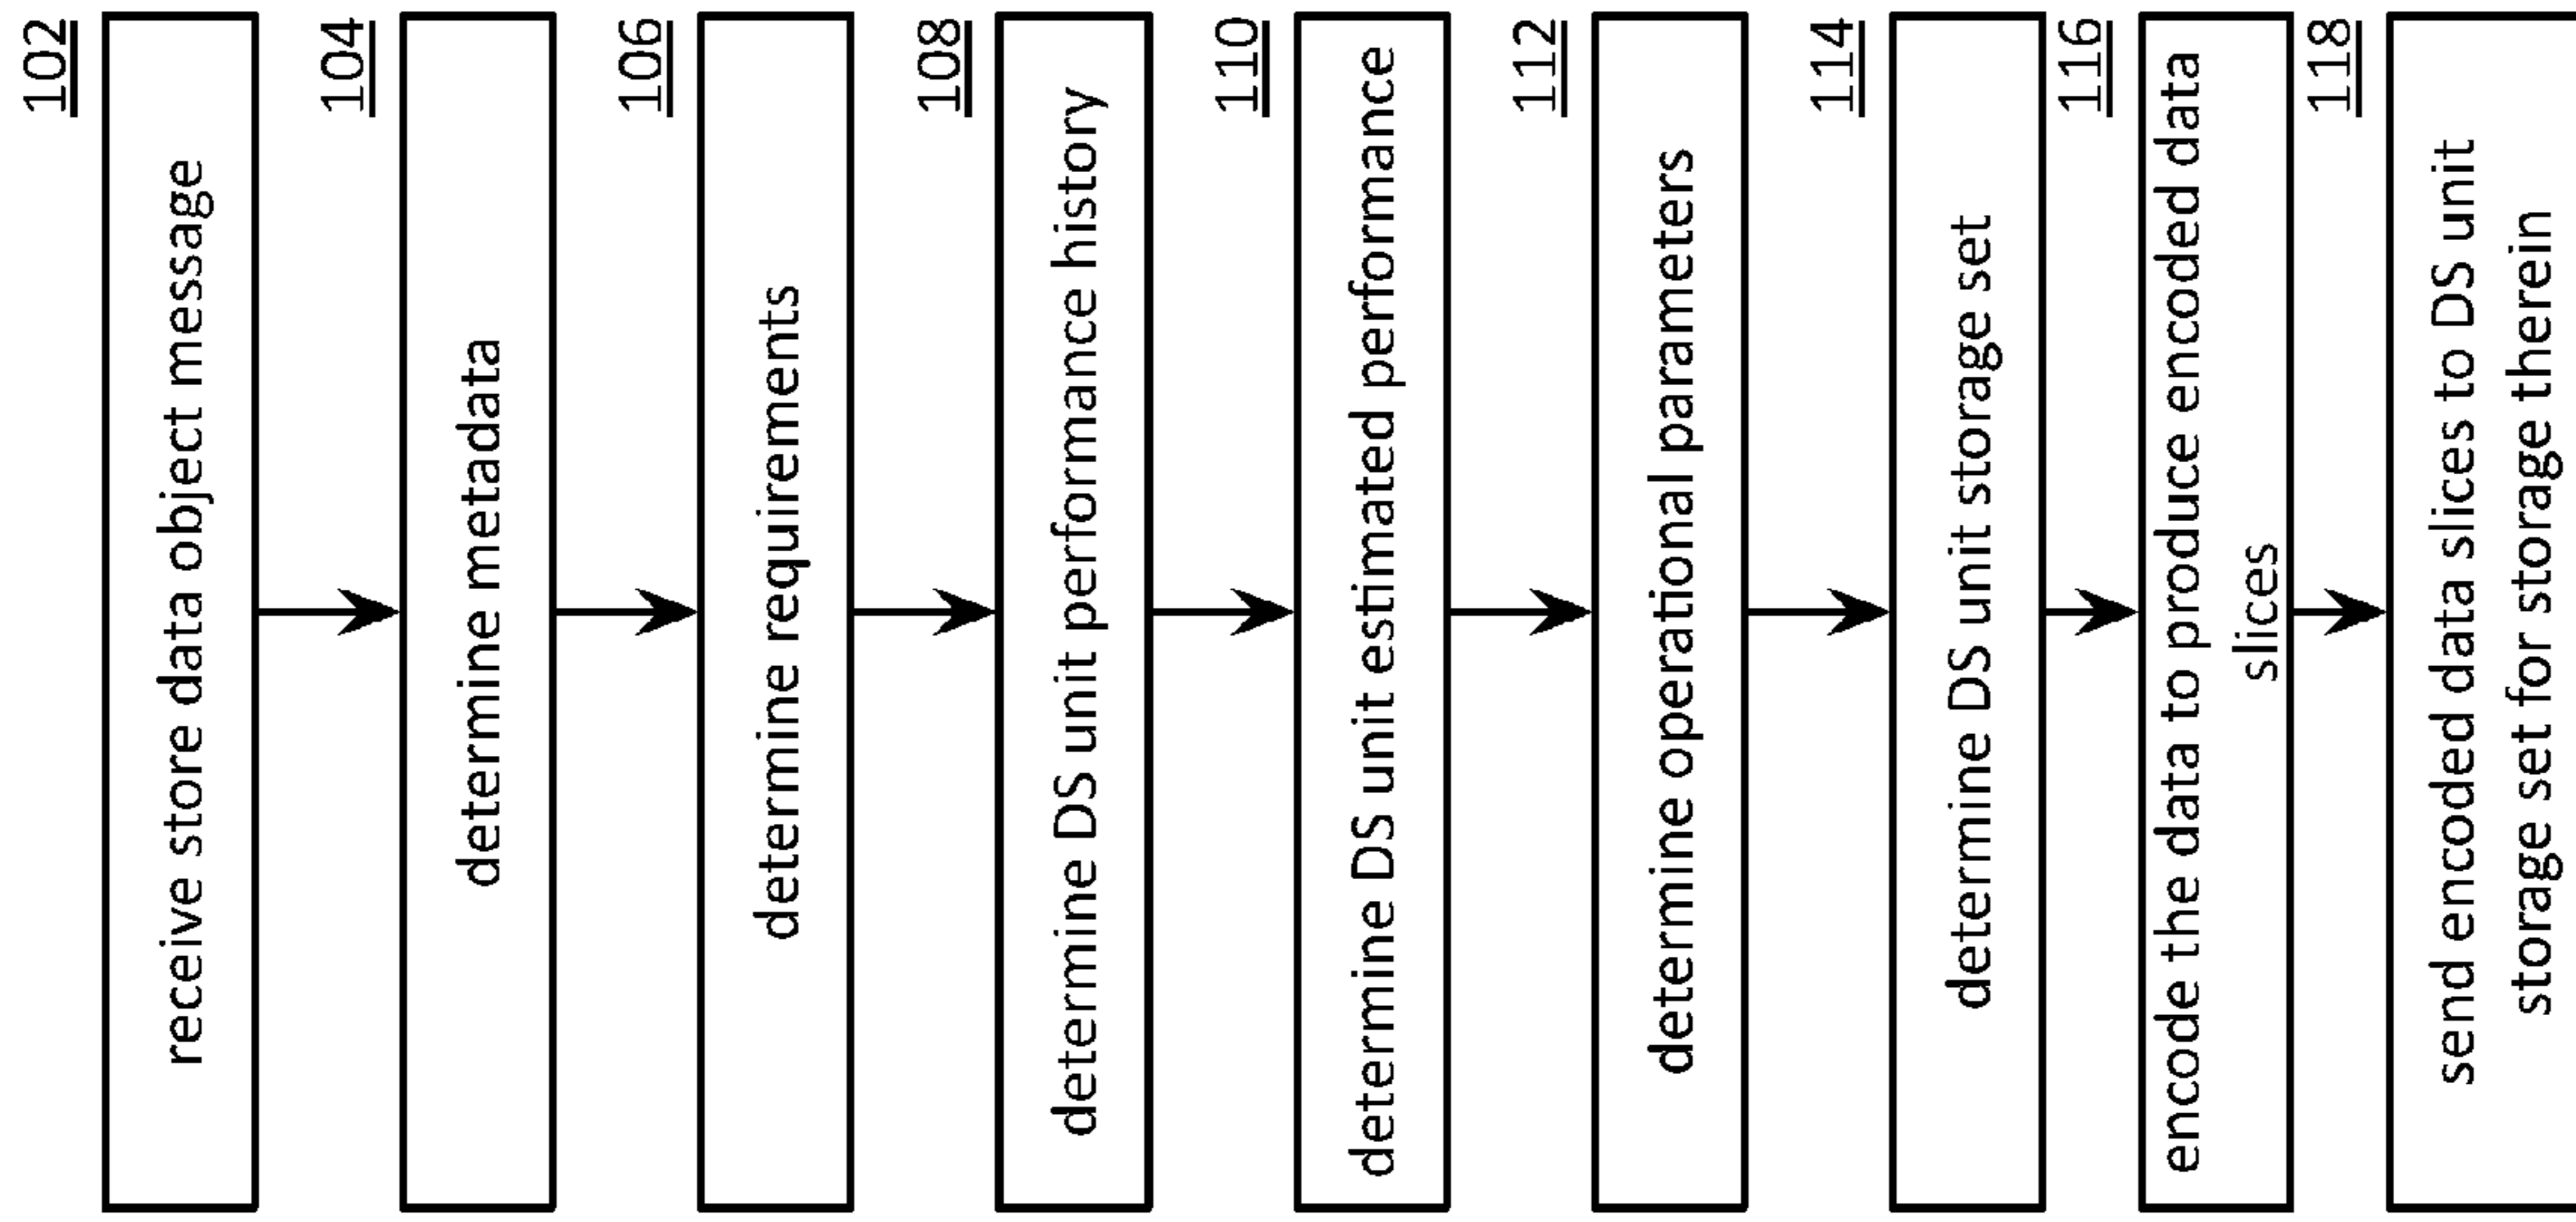 102
receive store data object message
104
determine metadata
106
determine requirements
108
determine DS unit performance history
110
determine DS unit estimated performance
112
determine operational parameters
114
determine DS unit storage set
116
encode the data to produce encoded data
slices
118
send encoded data slices to DS unit
storage set for storage therein